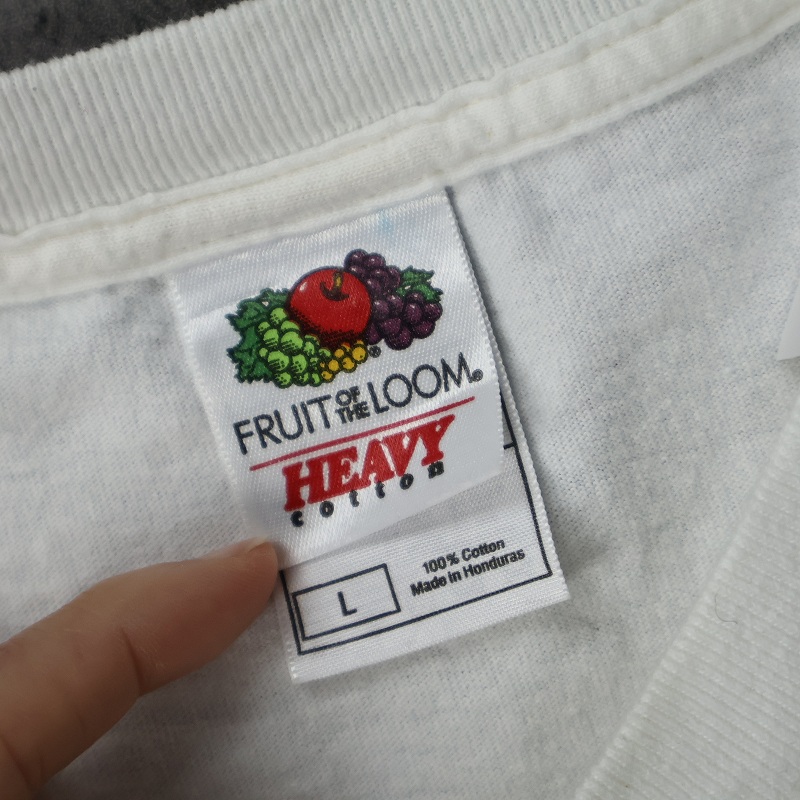 FRUIT OF THE LOOM®
HEAVY
cotton
L
100% Cotton
Made in Honduras